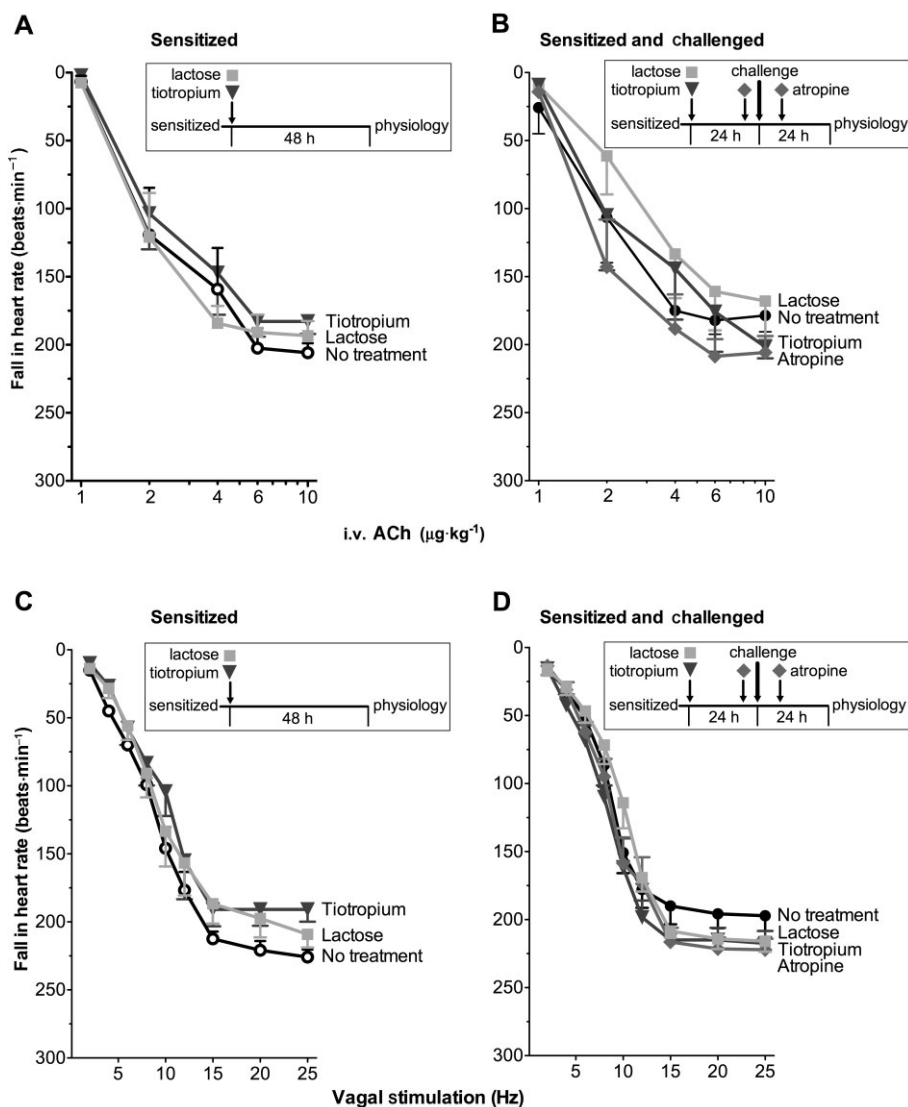 A
Sensitized
lactose
tiotropium
sensitized
physiology
48 h
0
50
100
150
200
250
300
Fall in heart rate (beats·min⁻¹)
Tiotropium
Lactose
No treatment
1
2
4
6
10
B
Sensitized and challenged
lactose
challenge
tiotropium
atropine
sensitized
physiology
24 h
24 h
0
50
100
150
200
250
300
Lactose
No treatment
Tiotropium
Atropine
1
2
4
6
10
i.v. ACh (µg·kg⁻¹)
C
Sensitized
lactose
tiotropium
sensitized
physiology
48 h
0
50
100
150
200
250
300
Fall in heart rate (beats·min⁻¹)
Tiotropium
Lactose
No treatment
5
10
15
20
25
D
Sensitized and challenged
lactose
challenge
tiotropium
atropine
sensitized
physiology
24 h
24 h
0
50
100
150
200
250
300
No treatment
Lactose
Tiotropium
Atropine
5
10
15
20
25
Vagal stimulation (Hz)